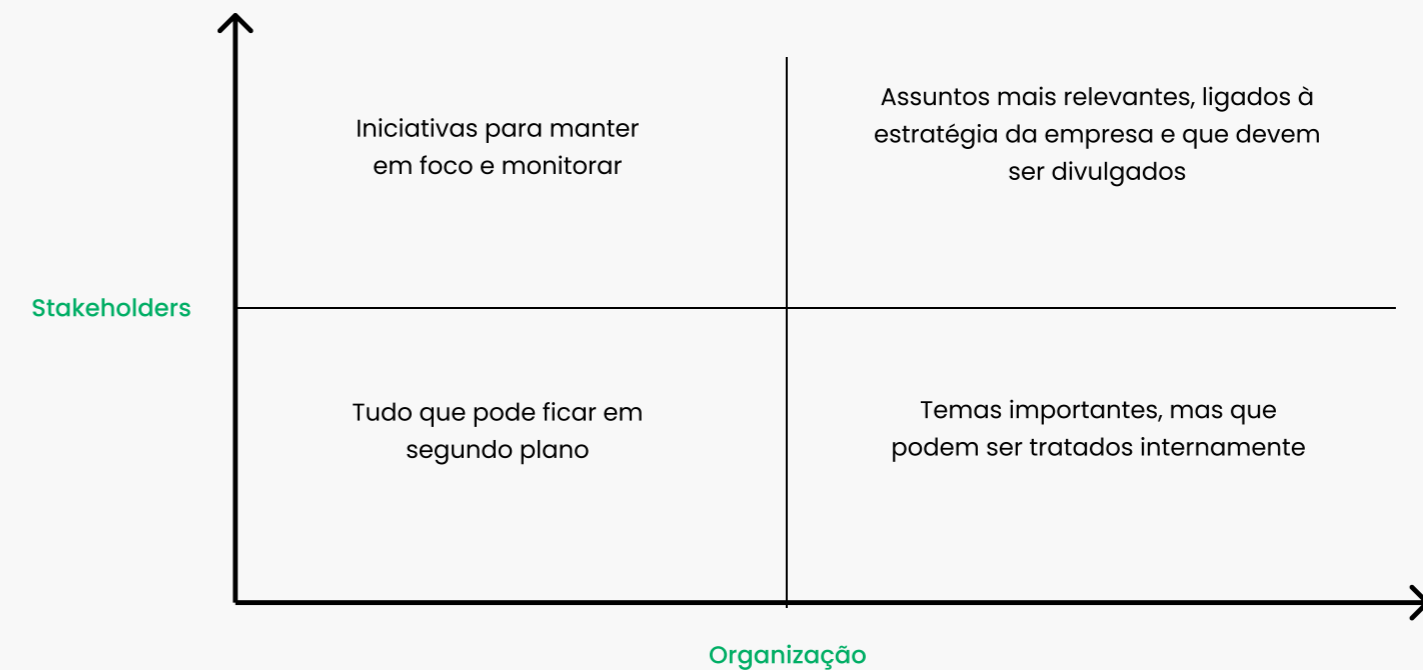 Iniciativas para manter
em foco e monitorar
Assuntos mais relevantes, ligados à
estratégia da empresa e que devem
ser divulgados
Stakeholders
Tudo que pode ficar em
segundo plano
Temas importantes, mas que
podem ser tratados internamente
Organização